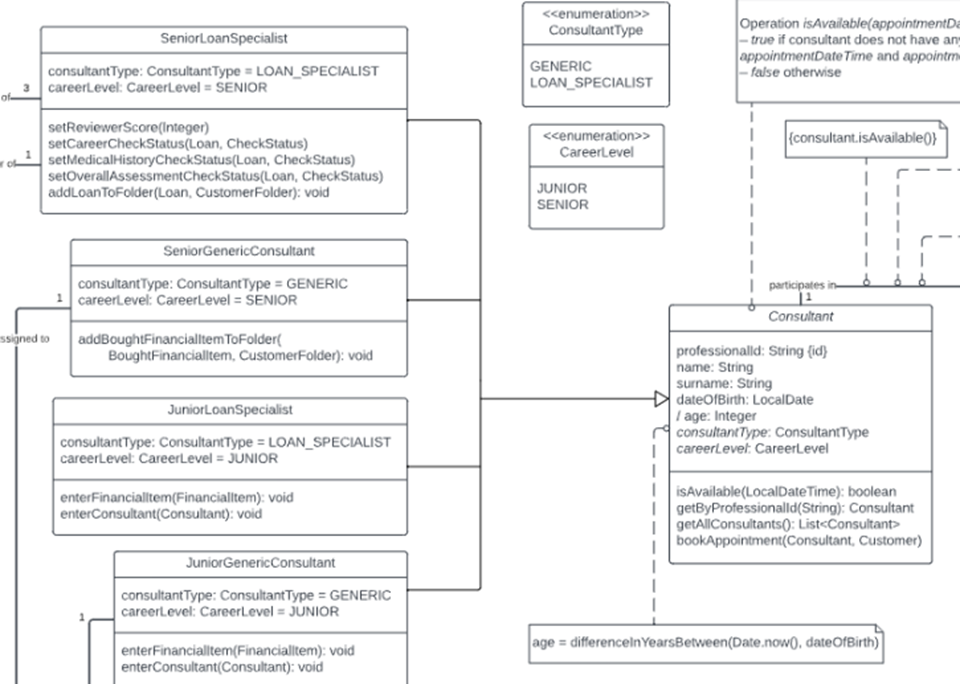 SeniorLoanSpecialist
consultantType: ConsultantType = LOAN_SPECIALIST
careerLevel: CareerLevel = SENIOR
setReviewerScore(Integer)
setCareerCheckStatus(Loan, CheckStatus)
setMedicalHistoryCheckStatus(Loan, CheckStatus)
setOverallAssessmentCheckStatus(Loan, CheckStatus)
addLoanToFolder(Loan, CustomerFolder): void
of
3
r of
1
SeniorGenericConsultant
consultantType: ConsultantType = GENERIC
careerLevel: CareerLevel = SENIOR
addBoughtFinancialItemToFolder(
BoughtFinancialItem, CustomerFolder): void
1
ssigned to
JuniorLoanSpecialist
consultantType: ConsultantType = LOAN_SPECIALIST
careerLevel: CareerLevel = JUNIOR
enterFinancialItem(FinancialItem): void
enterConsultant(Consultant): void
JuniorGenericConsultant
consultantType: ConsultantType = GENERIC
careerLevel: CareerLevel = JUNIOR
enterFinancialItem(FinancialItem): void
enterConsultant(Consultant): void
1
<<enumeration>>
ConsultantType
GENERIC
LOAN_SPECIALIST
<<enumeration>>
CareerLevel
JUNIOR
SENIOR
Operation isAvailable(appointmentDa
– true if consultant does not have any
appointmentDateTime and appointm
– false otherwise
{consultant.isAvailable()}
participates in
1
Consultant
professionalId: String {id}
name: String
surname: String
dateOfBirth: LocalDate
/ age: Integer
consultantType: ConsultantType
careerLevel: CareerLevel
isAvailable(LocalDateTime): boolean
getByProfessionalId(String): Consultant
getAllConsultants(): List<Consultant>
bookAppointment(Consultant, Customer)
age = differenceInYearsBetween(Date.now(), dateOfBirth)